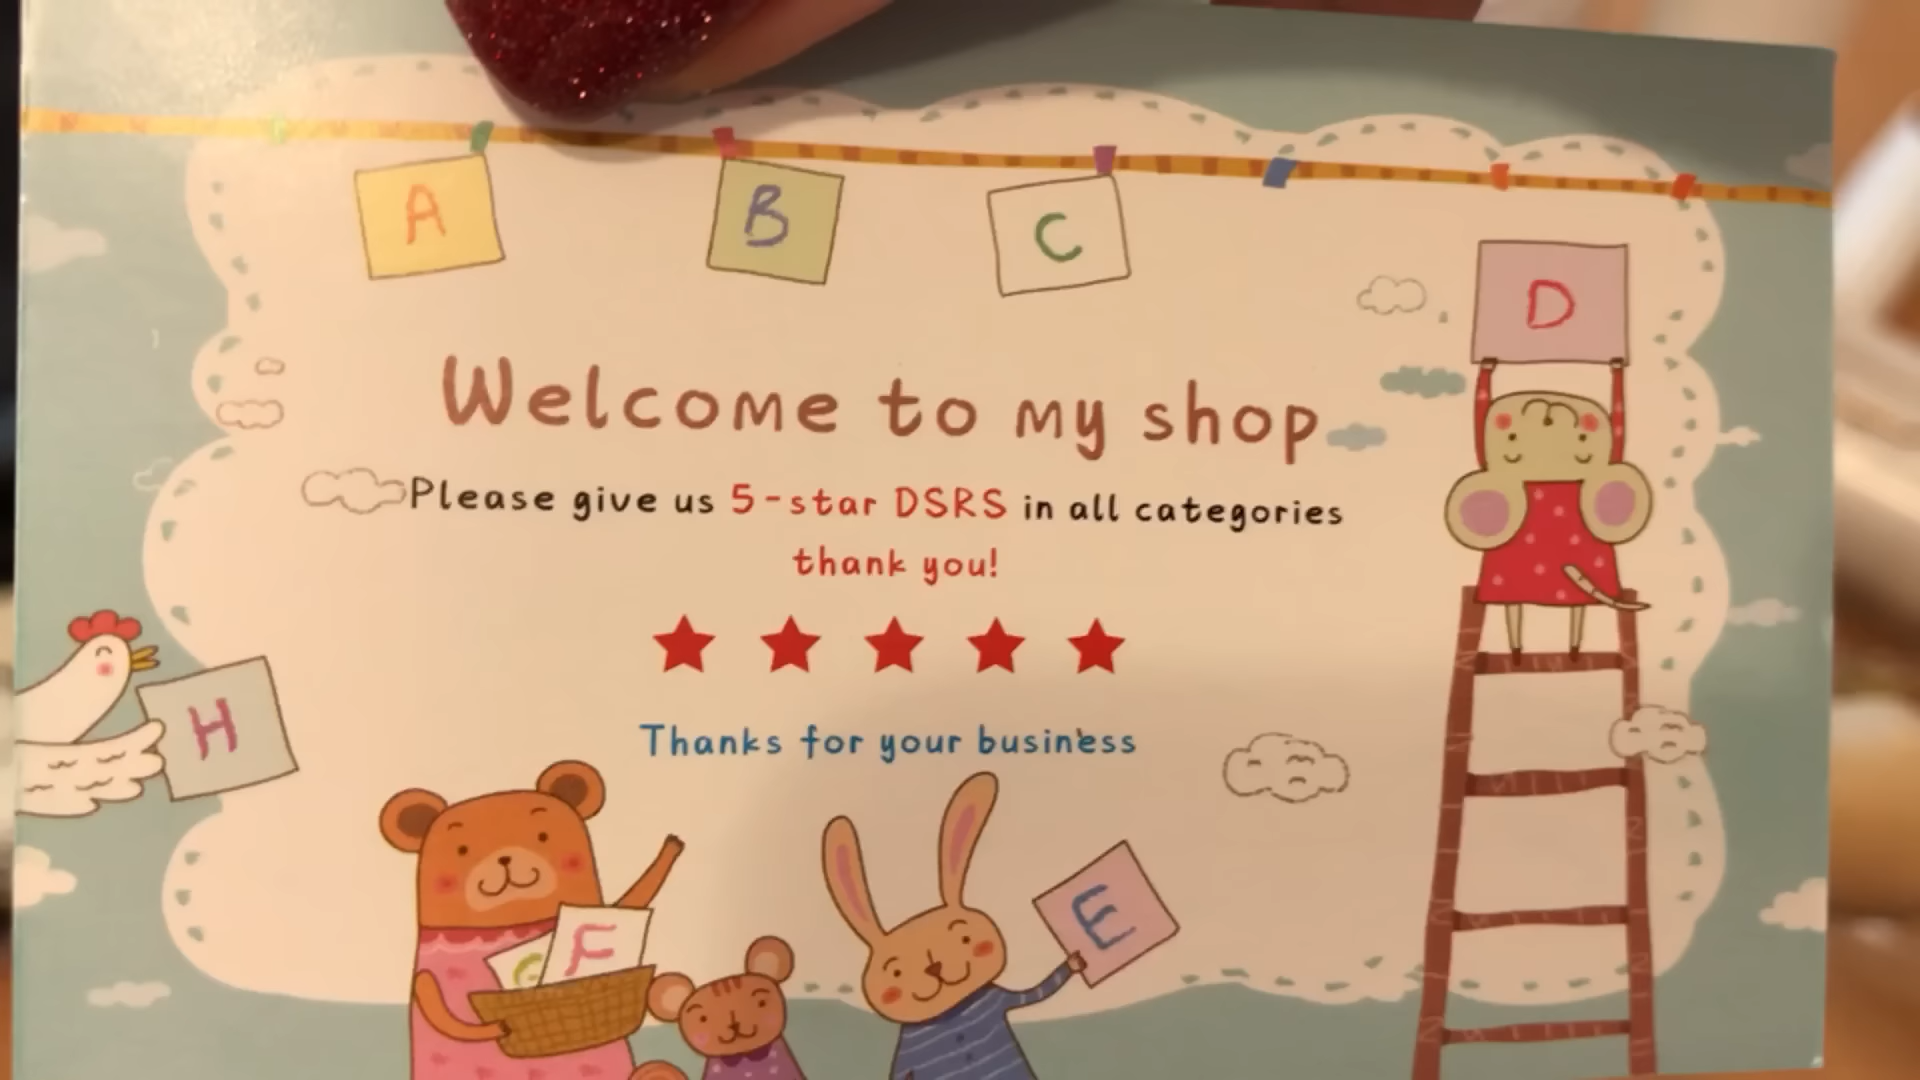 A
B
C
D
Welcome to my shop
Please give us 5-star DSRS in all categories
thank you!
Thanks for your business
H
F
G
E